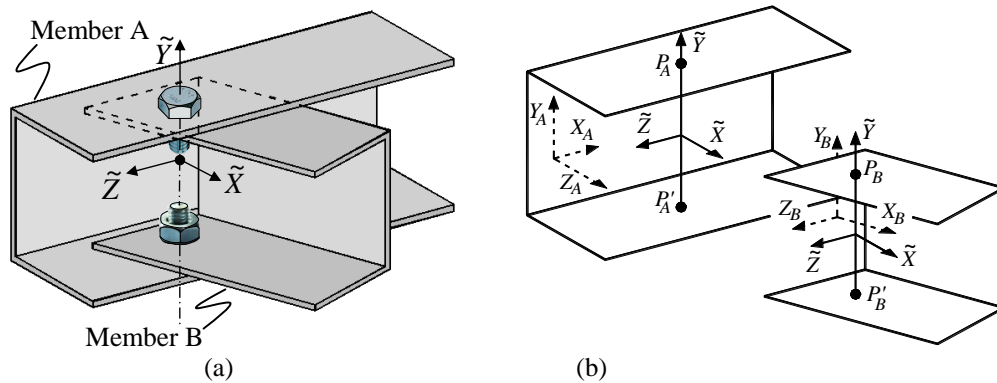 Member A
Ỹ
Z̃
X̃
Member B
(a)
P_A
Ỹ
Y_A
X_A
Z̃
X̃
Z_A
P'_A
Y_B
Ỹ
P_B
Z_B
X_B
Z̃
X̃
P'_B
(b)